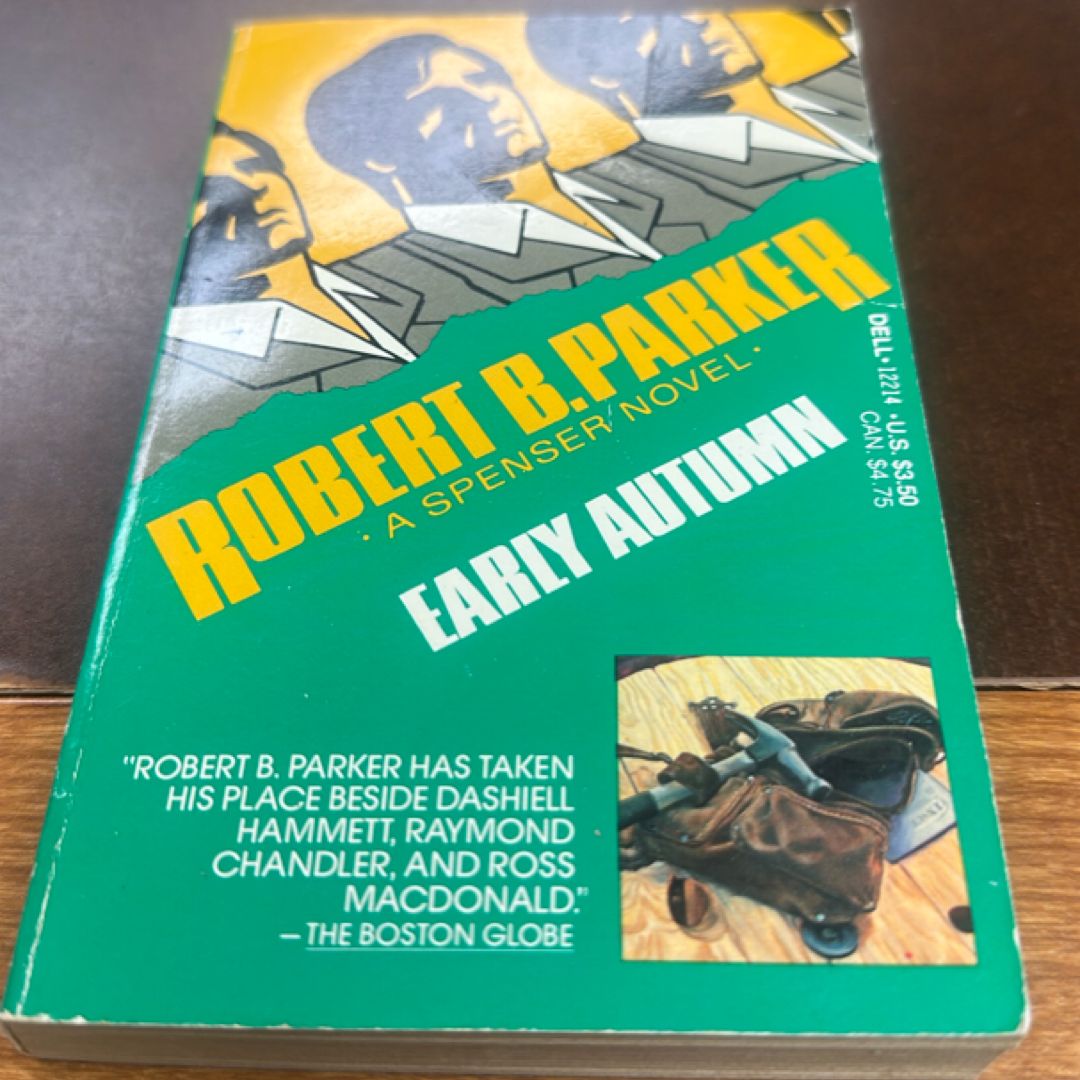 ROBERT B. PARKER
• A SPENSER NOVEL •
EARLY AUTUMN
DELL • 12214 • U.S. $3.50
CAN. $4.75
"ROBERT B. PARKER HAS TAKEN
HIS PLACE BESIDE DASHIELL
HAMMETT, RAYMOND
CHANDLER, AND ROSS
MACDONALD."
— THE BOSTON GLOBE